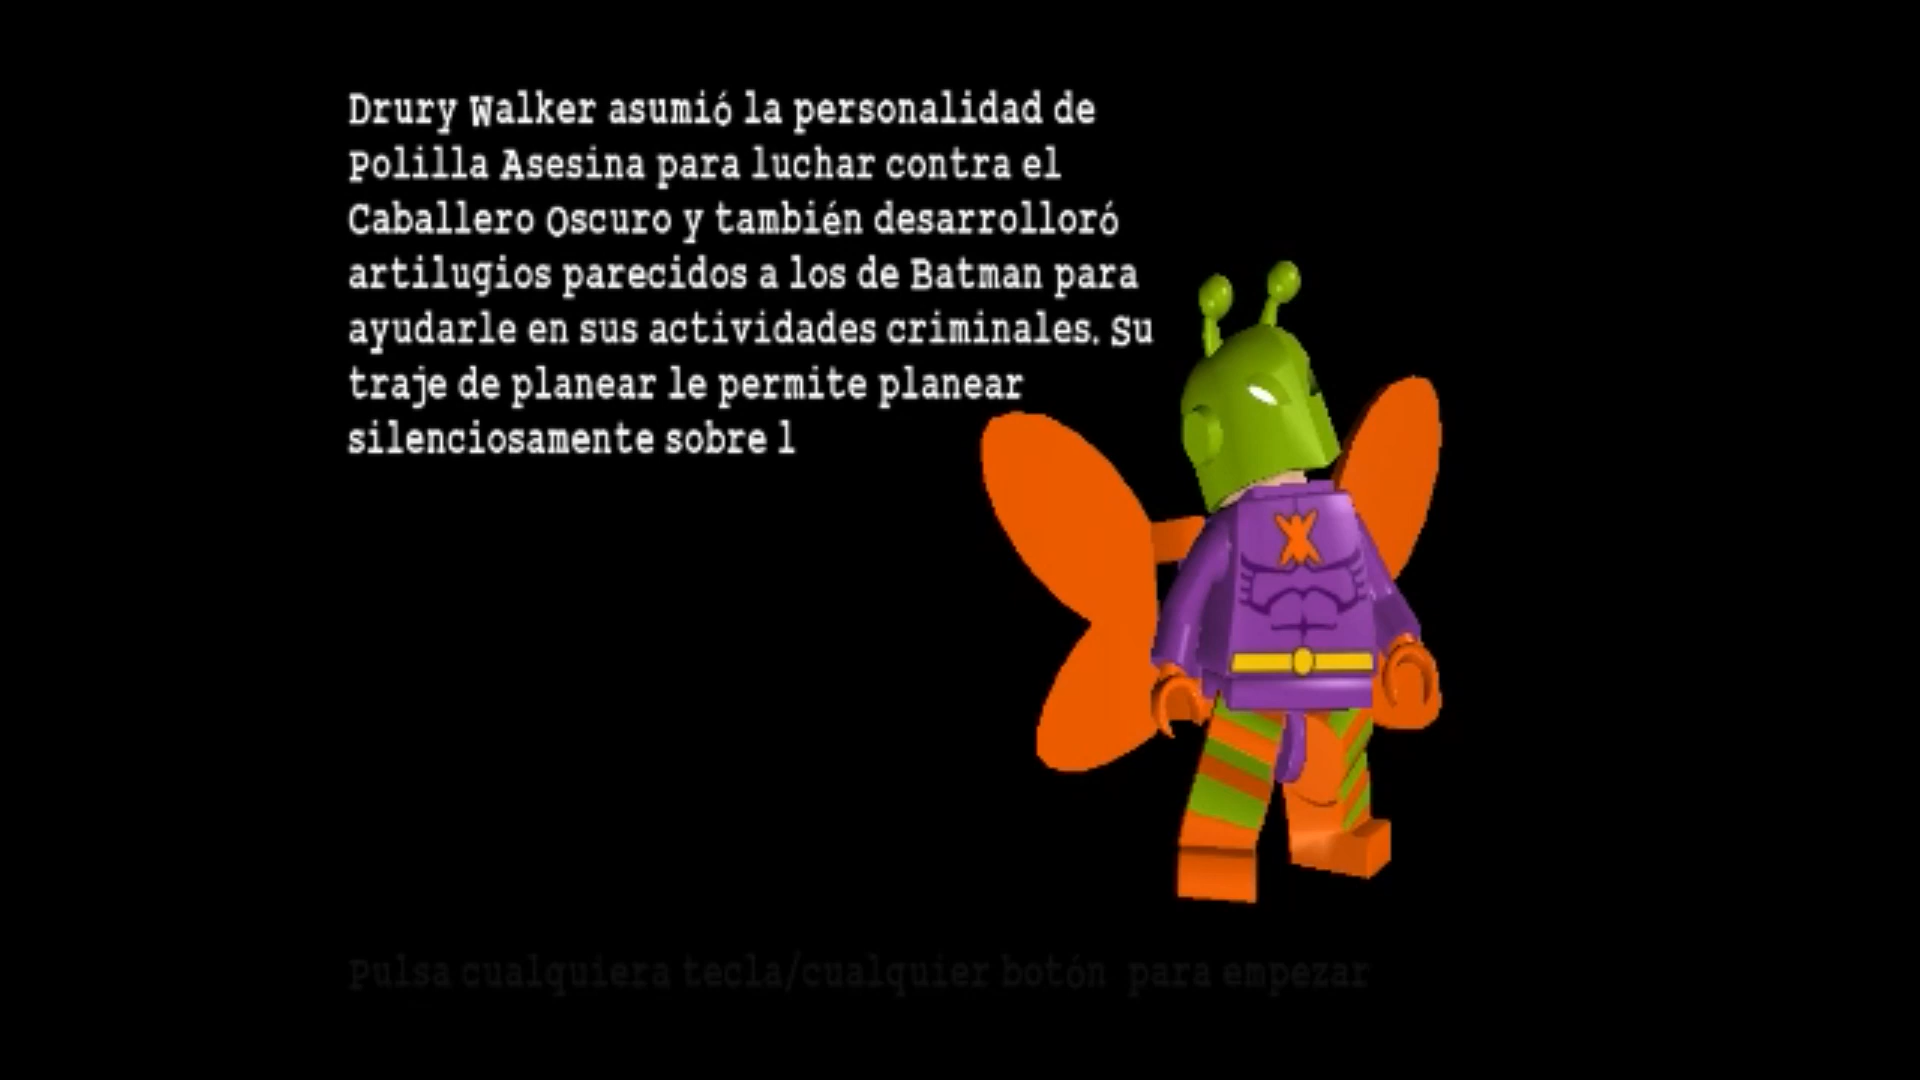 Drury Walker asumió la personalidad de
Polilla Asesina para luchar contra el
Caballero Oscuro y también desarrolloró
artilugios parecidos a los de Batman para
ayudarle en sus actividades criminales. Su
traje de planear le permite planear
silenciosamente sobre l
Pulsa cualquiera tecla/cualquier botón para empezar